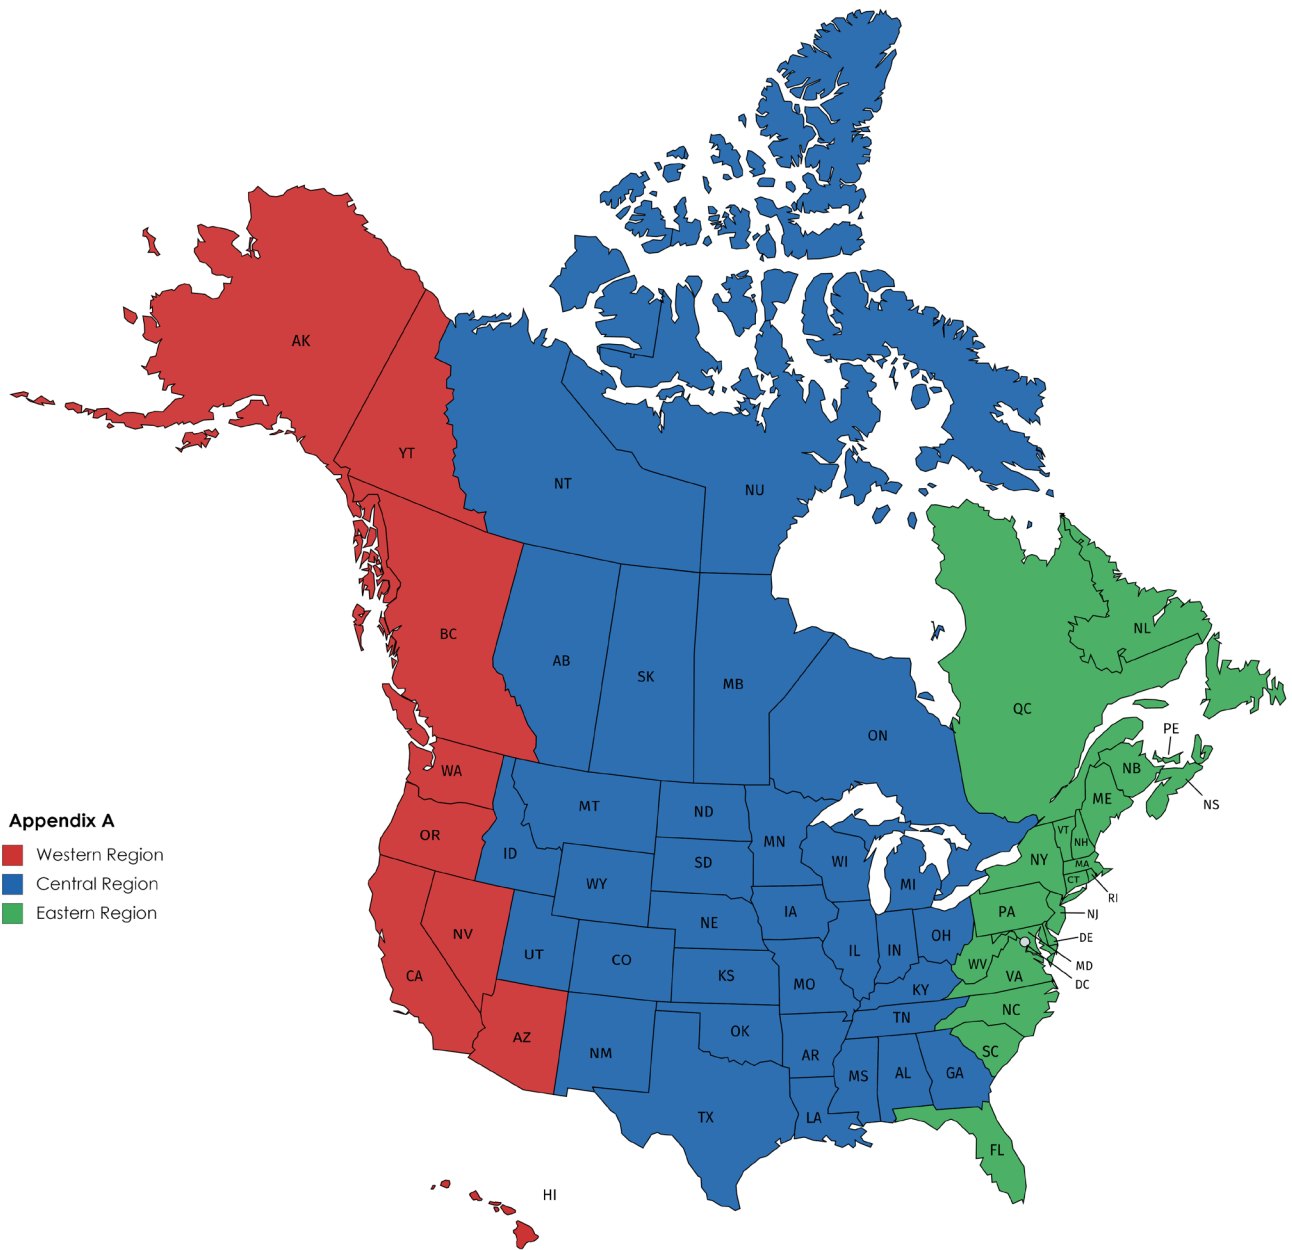 AK
YT
NT
NU
BC
AB
SK
MB
ON
QC
NL
PE
NB
NS
ME
WA
OR
ID
MT
ND
MN
SD
WY
WI
MI
NY
VT
NH
MA
CT
RI
Appendix A
Western Region
Central Region
Eastern Region
NV
CA
UT
CO
NE
KS
IA
IL
IN
OH
PA
NJ
DE
MD
DC
WV
VA
MO
KY
AZ
NM
OK
AR
TN
NC
SC
MS
AL
GA
TX
LA
FL
HI